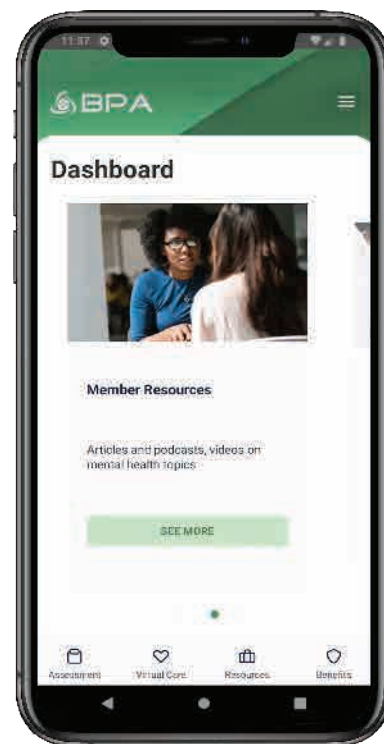 11:37
BPA
Dashboard
Member Resources
Articles and podcasts, videos on
mental health topics
SEE MORE
Assessment
Virtual Care
Resources
Benefits